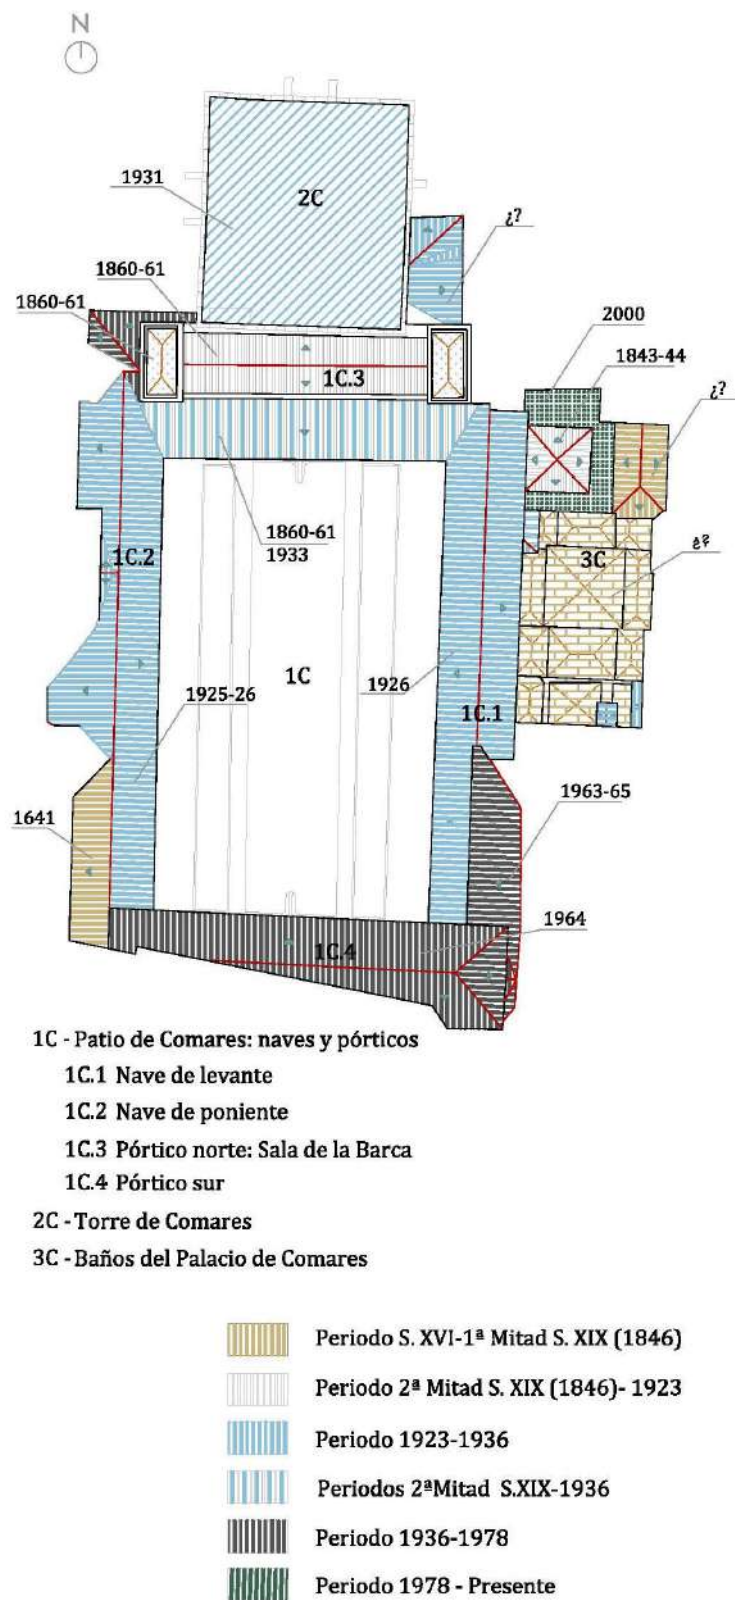 N
1931
2C
¿?
1860-61
1860-61
2000
1843-44
1C.3
¿?
1860-61
1933
1C.2
3C
¿?
1C
1926
1925-26
1C.1
1963-65
1641
1964
1C.4
1C - Patio de Comares: naves y pórticos
1C.1 Nave de levante
1C.2 Nave de poniente
1C.3 Pórtico norte: Sala de la Barca
1C.4 Pórtico sur
2C - Torre de Comares
3C - Baños del Palacio de Comares
Periodo S. XVI-1ª Mitad S. XIX (1846)
Periodo 2ª Mitad S. XIX (1846)- 1923
Periodo 1923-1936
Periodos 2ªMitad S.XIX-1936
Periodo 1936-1978
Periodo 1978 - Presente